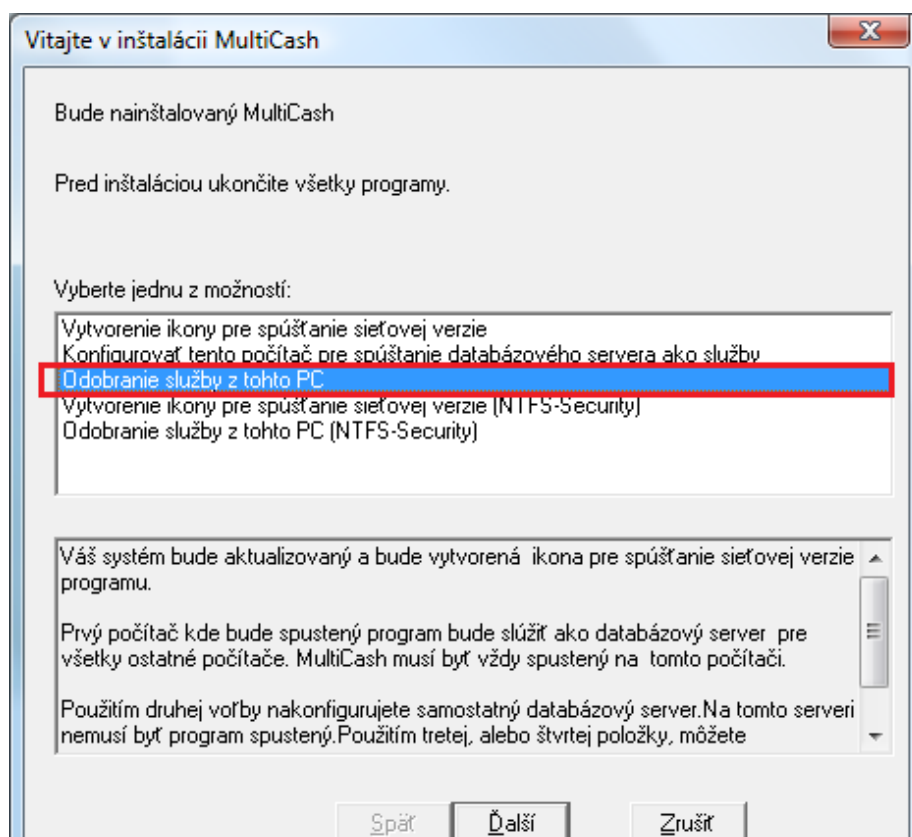 Vitajte v inštalácii MultiCash
Bude nainštalovaný MultiCash
Pred inštaláciou ukončite všetky programy.
Vyberte jednu z možností:
Vytvorenie ikony pre spúšťanie sieťovej verzie
Konfigurovať tento počítač pre spúštanie databázového servera ako služby
Odobranie služby z tohto PC
Vytvorenie ikony pre spúšťanie sieťovej verzie (NTFS-Security)
Odobranie služby z tohto PC (NTFS-Security)
Váš systém bude aktualizovaný a bude vytvorená ikona pre spúšťanie sieťovej verzie
programu.
Prvý počítač kde bude spustený program bude slúžiť ako databázový server pre
všetky ostatné počítače. MultiCash musí byť vždy spustený na tomto počítači.
Použitím druhej voľby nakonfigurujete samostatný databázový server.Na tomto serveri
nemusí byť program spustený.Použitím tretej, alebo štvrtej položky, môžete
Späť Ďalší Zrušiť